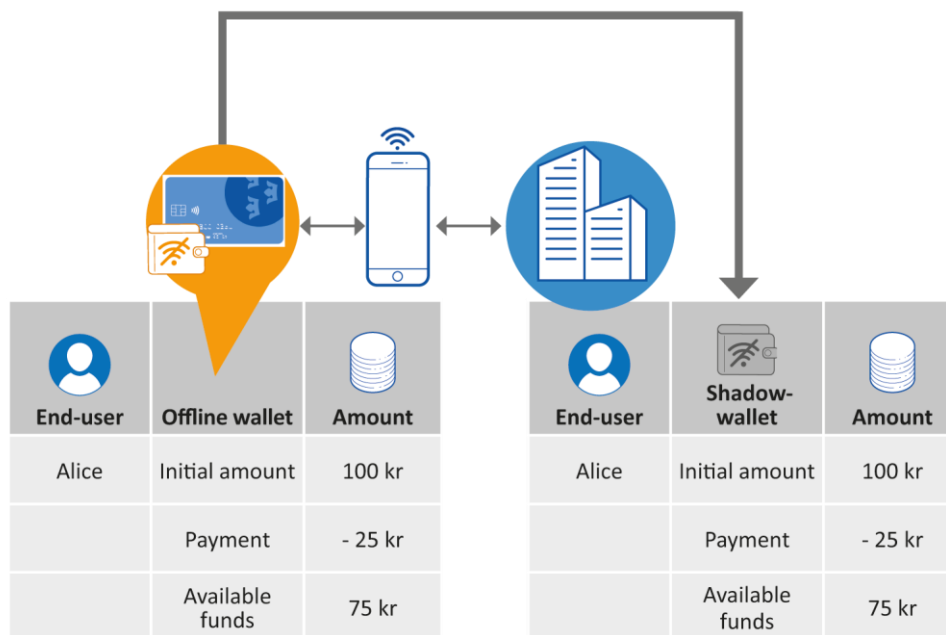 End-user Offline wallet Amount
Alice Initial amount 100 kr
Payment - 25 kr
Available
funds 75 kr
End-user Shadow-
wallet Amount
Alice Initial amount 100 kr
Payment - 25 kr
Available
funds 75 kr